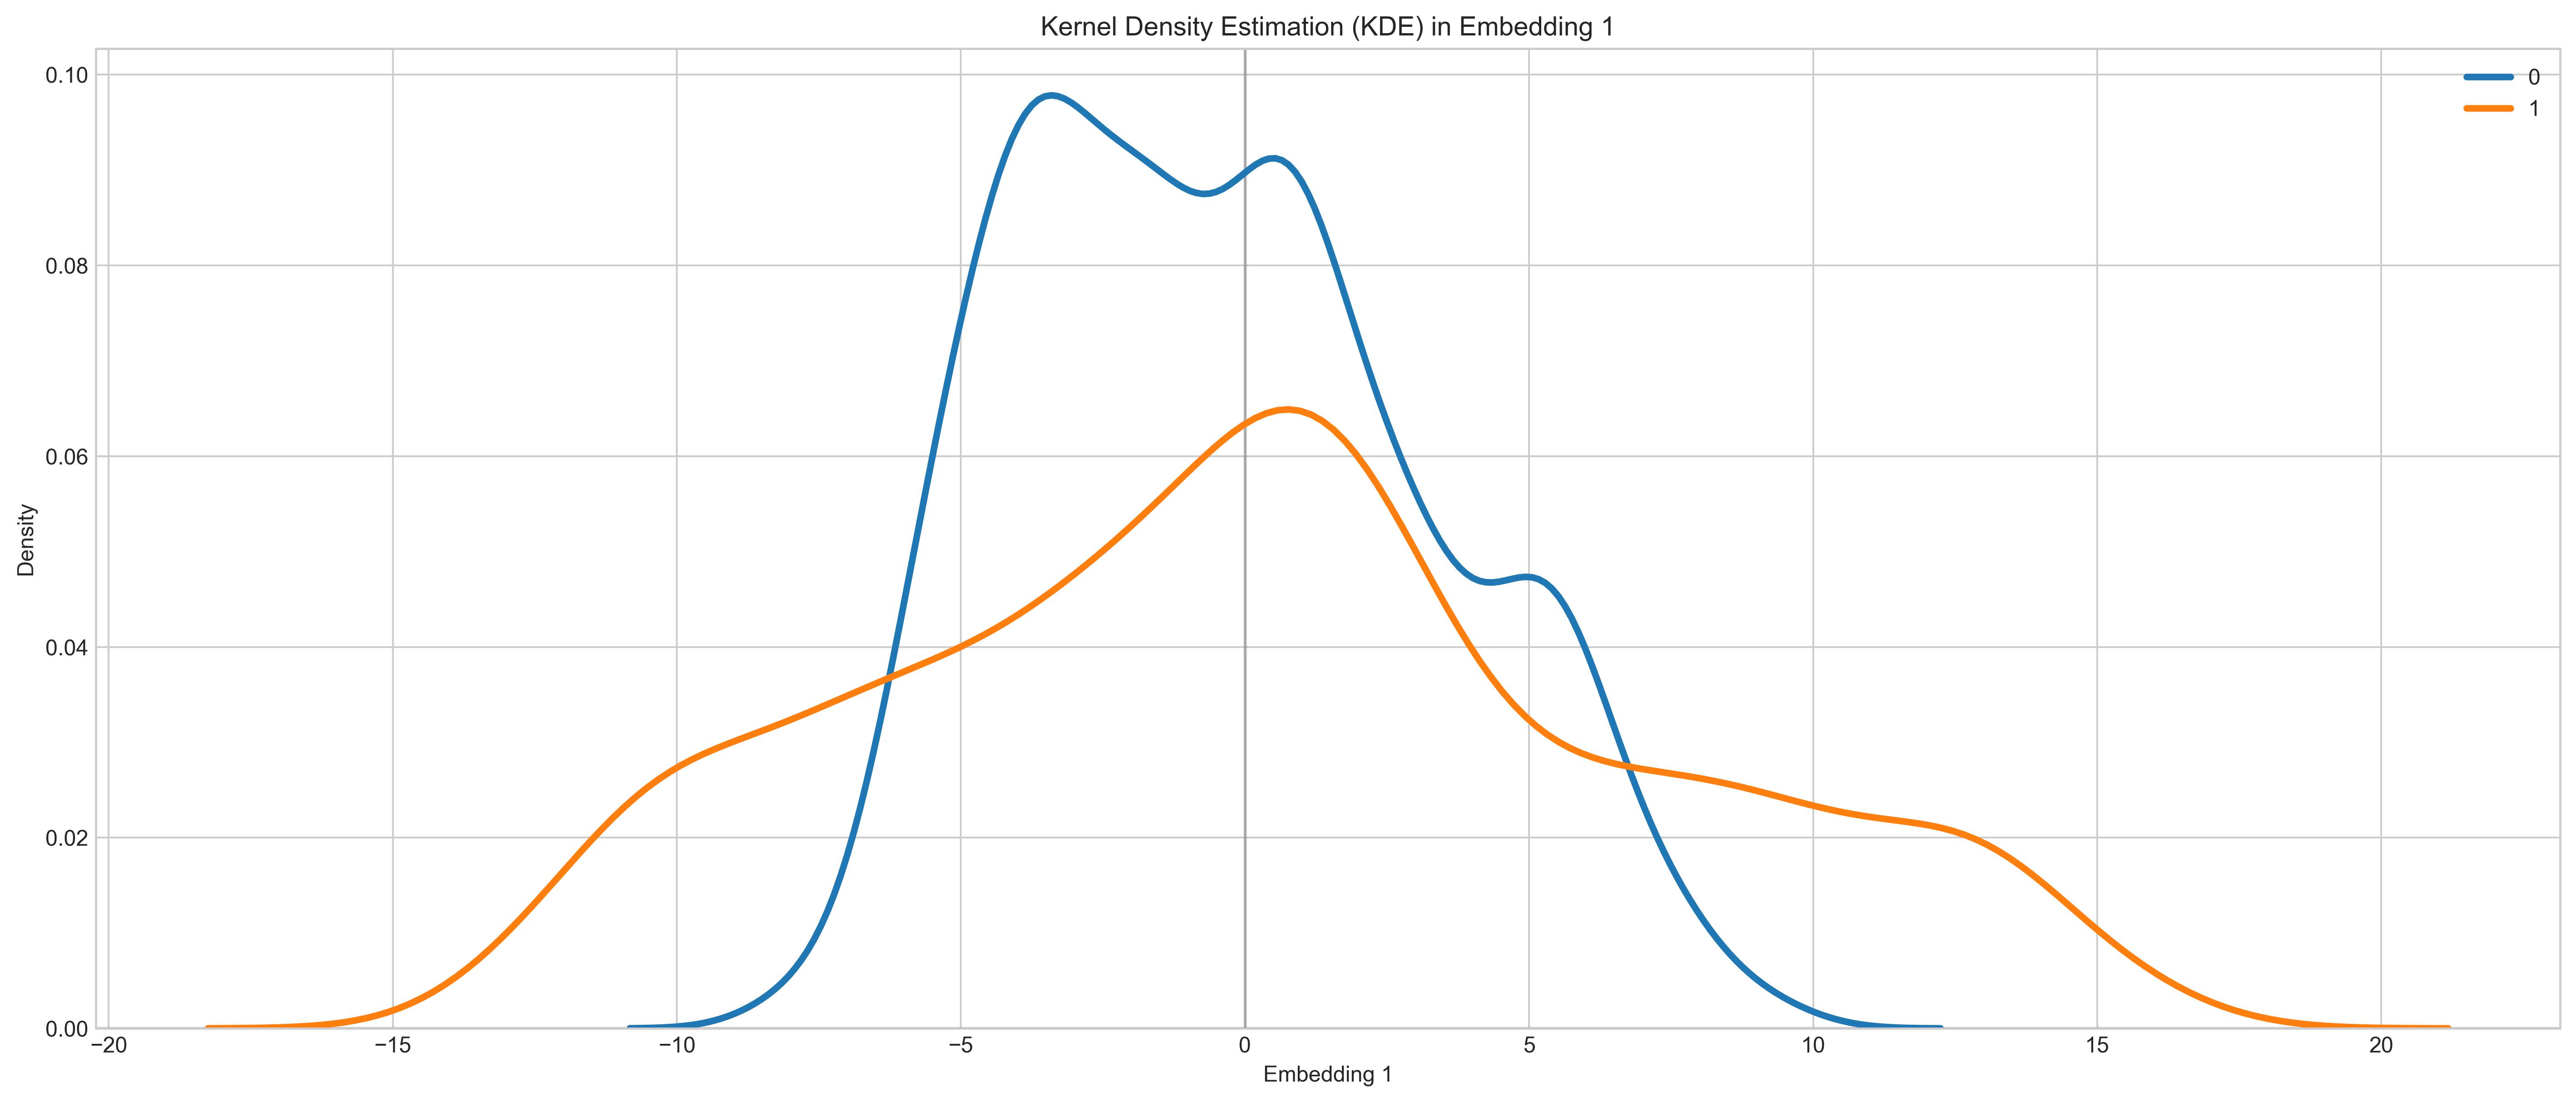 Kernel Density Estimation (KDE) in Embedding 1
0.10
0.08
0.06
0.04
0.02
0.00
Density
0
1
−20 −15 −10 −5 0 5 10 15 20
Embedding 1